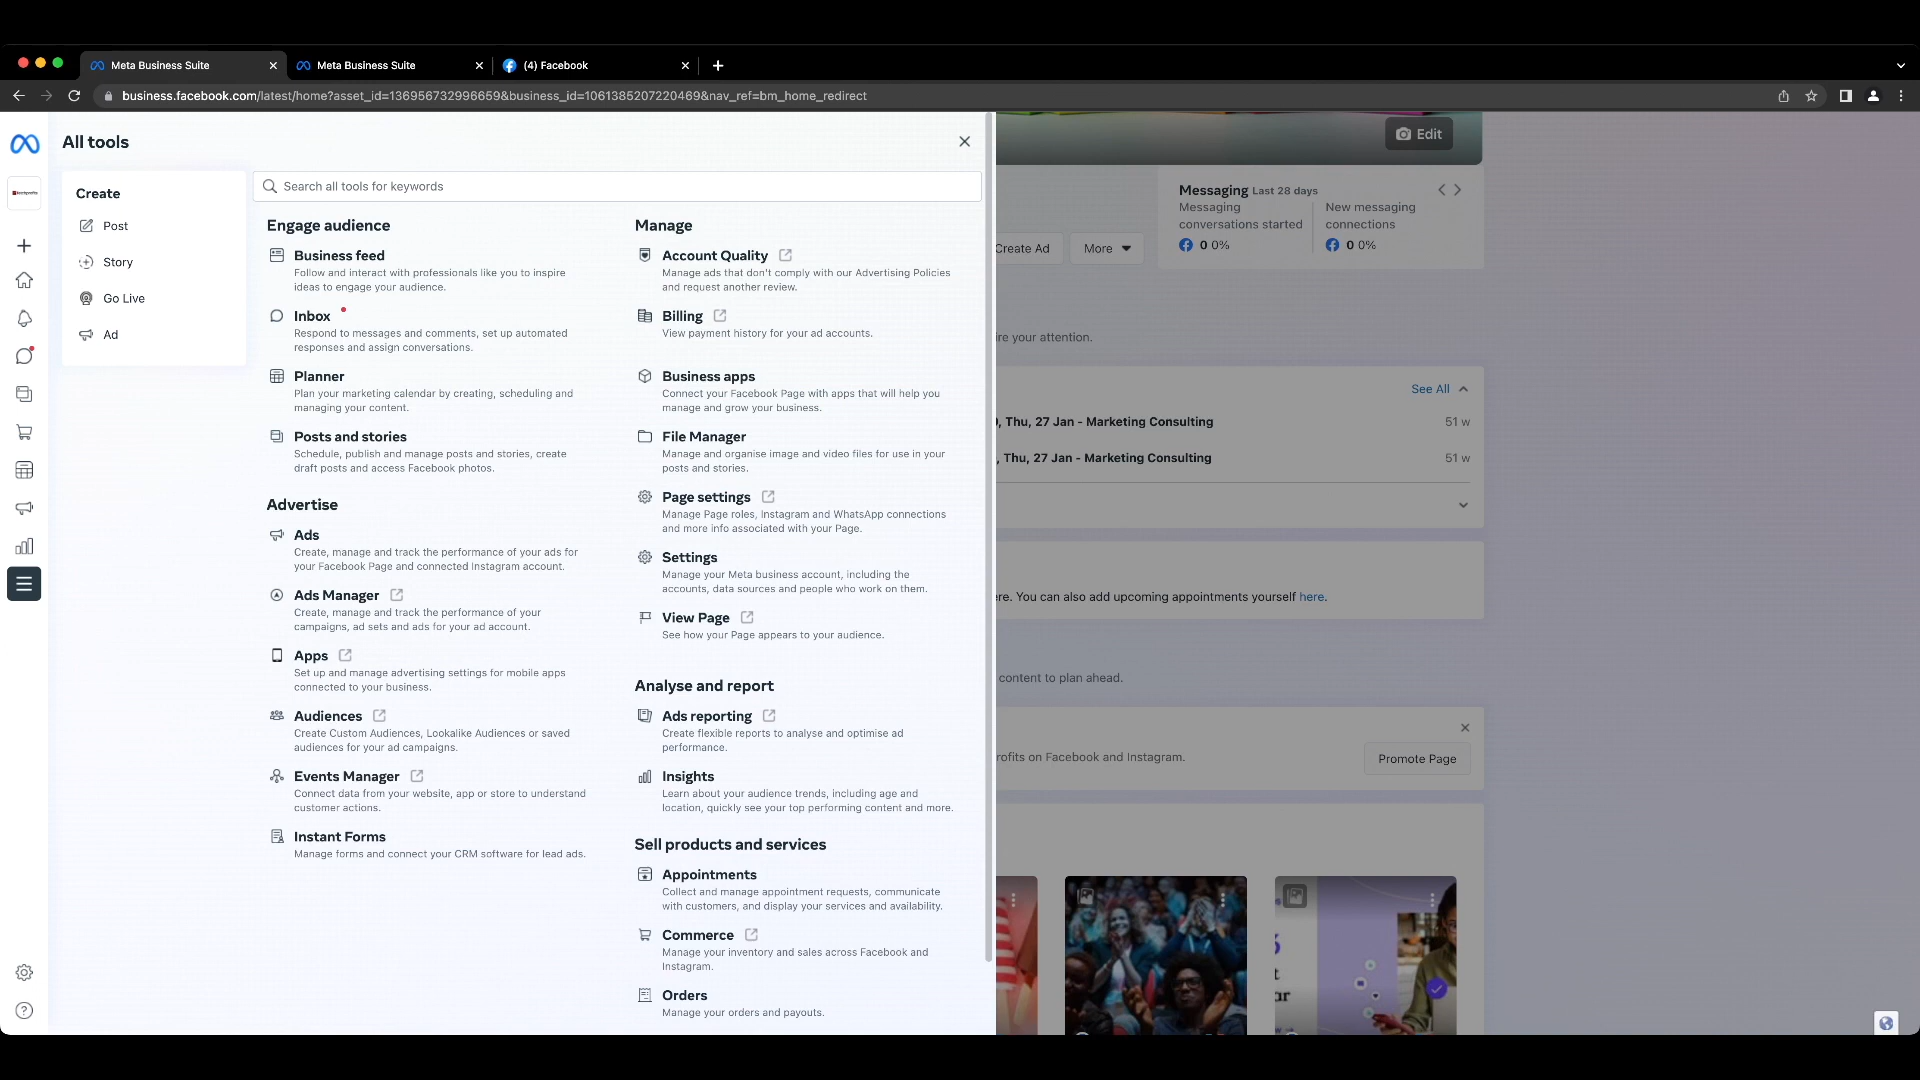 Meta Business Suite
Meta Business Suite
(4) Facebook
business.facebook.com/latest/home?asset_id=136956732996659&business_id=1061385207220469&nav_ref=bm_home_redirect
All tools
Create
Post
Story
Go Live
Ad
Search all tools for keywords
Engage audience
Business feed
Follow and interact with professionals like you to inspire
ideas to engage your audience.
Inbox
Respond to messages and comments, set up automated
responses and assign conversations.
Planner
Plan your marketing calendar by creating, scheduling and
managing your content.
Posts and stories
Schedule, publish and manage posts and stories, create
draft posts and access Facebook photos.
Advertise
Ads
Create, manage and track the performance of your ads for
your Facebook Page and connected Instagram account.
Ads Manager
Create, manage and track the performance of your
campaigns, ad sets and ads for your ad account.
Apps
Set up and manage advertising settings for mobile apps
connected to your business.
Audiences
Create Custom Audiences, Lookalike Audiences or saved
audiences for your ad campaigns.
Events Manager
Connect data from your website, app or store to understand
customer actions.
Instant Forms
Manage forms and connect your CRM software for lead ads.
Manage
Account Quality
Manage ads that don't comply with our Advertising Policies
and request another review.
Billing
View payment history for your ad accounts.
Business apps
Connect your Facebook Page with apps that will help you
manage and grow your business.
File Manager
Manage and organise image and video files for use in your
posts and stories.
Page settings
Manage Page roles, Instagram and WhatsApp connections
and more info associated with your Page.
Settings
Manage your Meta business account, including the
accounts, data sources and people who work on them.
View Page
See how your Page appears to your audience.
Analyse and report
Ads reporting
Create flexible reports to analyse and optimise ad
performance.
Insights
Learn about your audience trends, including age and
location, quickly see your top performing content and more.
Sell products and services
Appointments
Collect and manage appointment requests, communicate
with customers, and display your services and availability.
Commerce
Manage your inventory and sales across Facebook and
Instagram.
Orders
Manage your orders and payouts.
Edit
Create Ad
More
Messaging Last 28 days
Messaging
conversations started
0 0%
New messaging
connections
0 0%
re your attention.
See All
, Thu, 27 Jan - Marketing Consulting
51 w
, Thu, 27 Jan - Marketing Consulting
51 w
re. You can also add upcoming appointments yourself here.
content to plan ahead.
rofits on Facebook and Instagram.
Promote Page